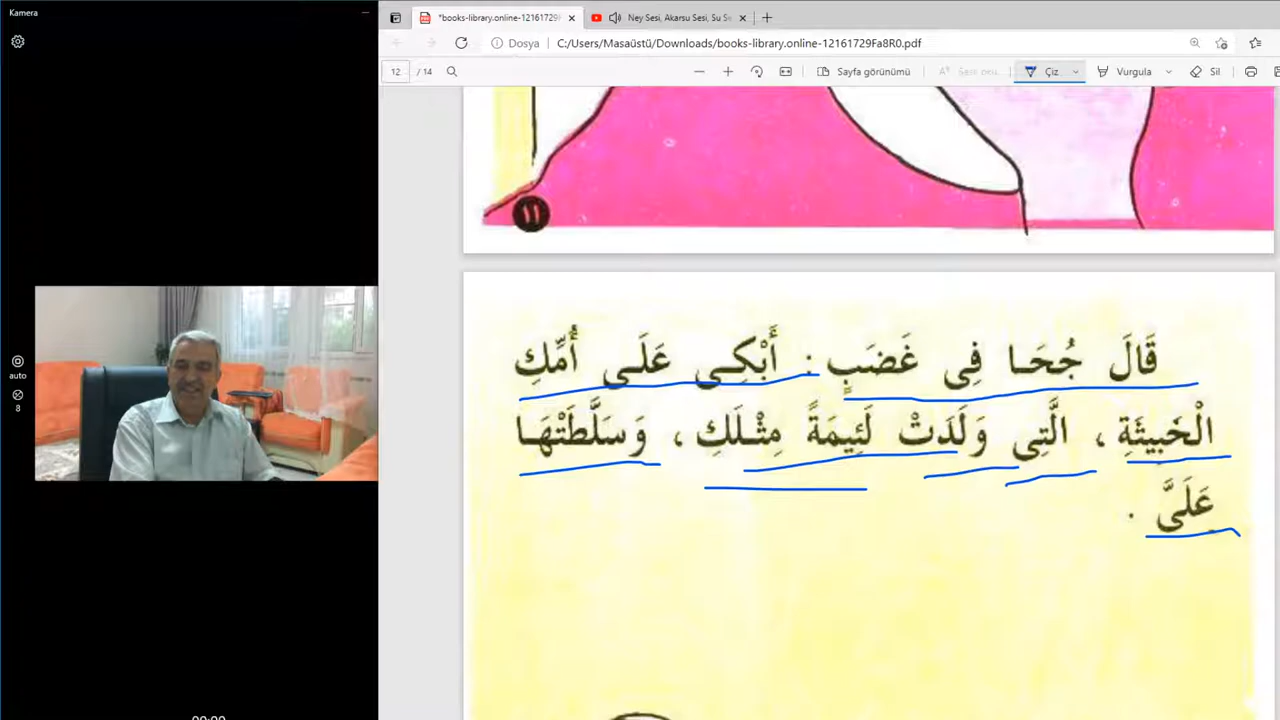 Kamera
*books-library.online-12161729F
Ney Sesi, Akarsu Sesi, Su Se
Dosya
C:/Users/Masaüstü/Downloads/books-library.online-12161729Fa8R0.pdf
12 / 14
Sayfa görünümü
Çiz
Vurgula
Sil
auto
8
١١
قَالَ جُحَا فِى غَضَبٍ : أَبْكِى عَلَى أُمِّكِ
الْخَبِيثَةِ ، الَّتِى وَلَدَتْ لَئِيمَةً مِثْلَكِ ، وَسَلَّطَتْهَا
عَلَىَّ .